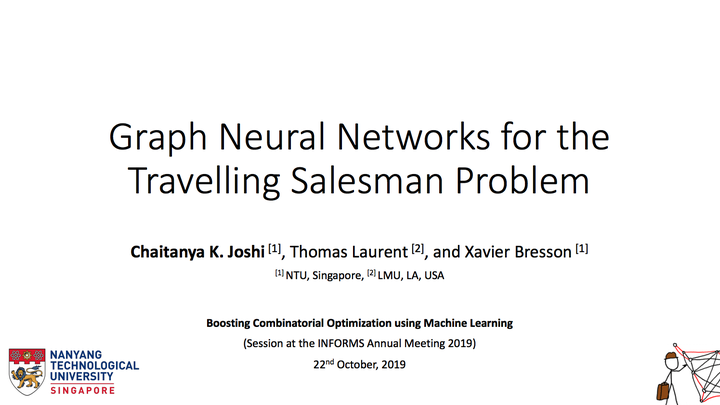 Graph Neural Networks for the
Travelling Salesman Problem
Chaitanya K. Joshi [1], Thomas Laurent [2], and Xavier Bresson [1]
[1] NTU, Singapore, [2] LMU, LA, USA
Boosting Combinatorial Optimization using Machine Learning
(Session at the INFORMS Annual Meeting 2019)
22nd October, 2019
NANYANG
TECHNOLOGICAL
UNIVERSITY
SINGAPORE